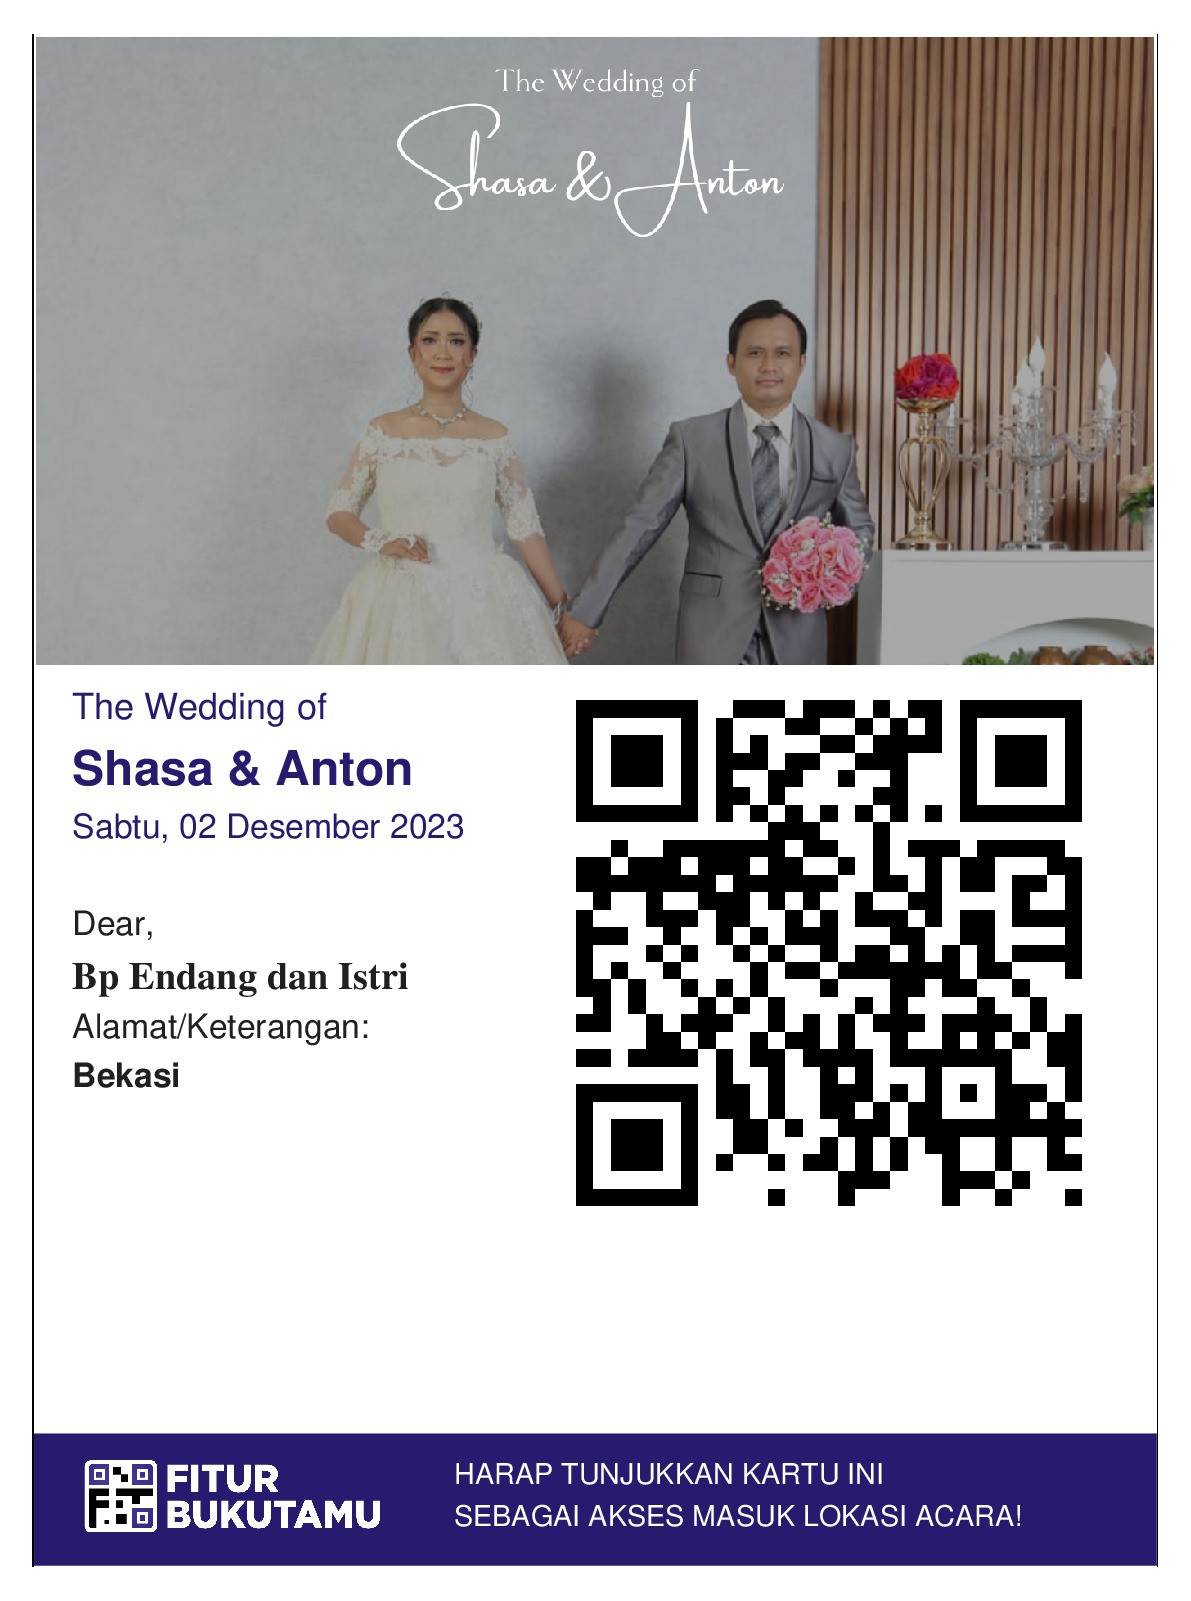 The Wedding of
Shasa & Anton
The Wedding of
Shasa & Anton
Sabtu, 02 Desember 2023
Dear,
Bp Endang dan Istri
Alamat/Keterangan:
Bekasi
FITUR
BUKUTAMU
HARAP TUNJUKKAN KARTU INI
SEBAGAI AKSES MASUK LOKASI ACARA!